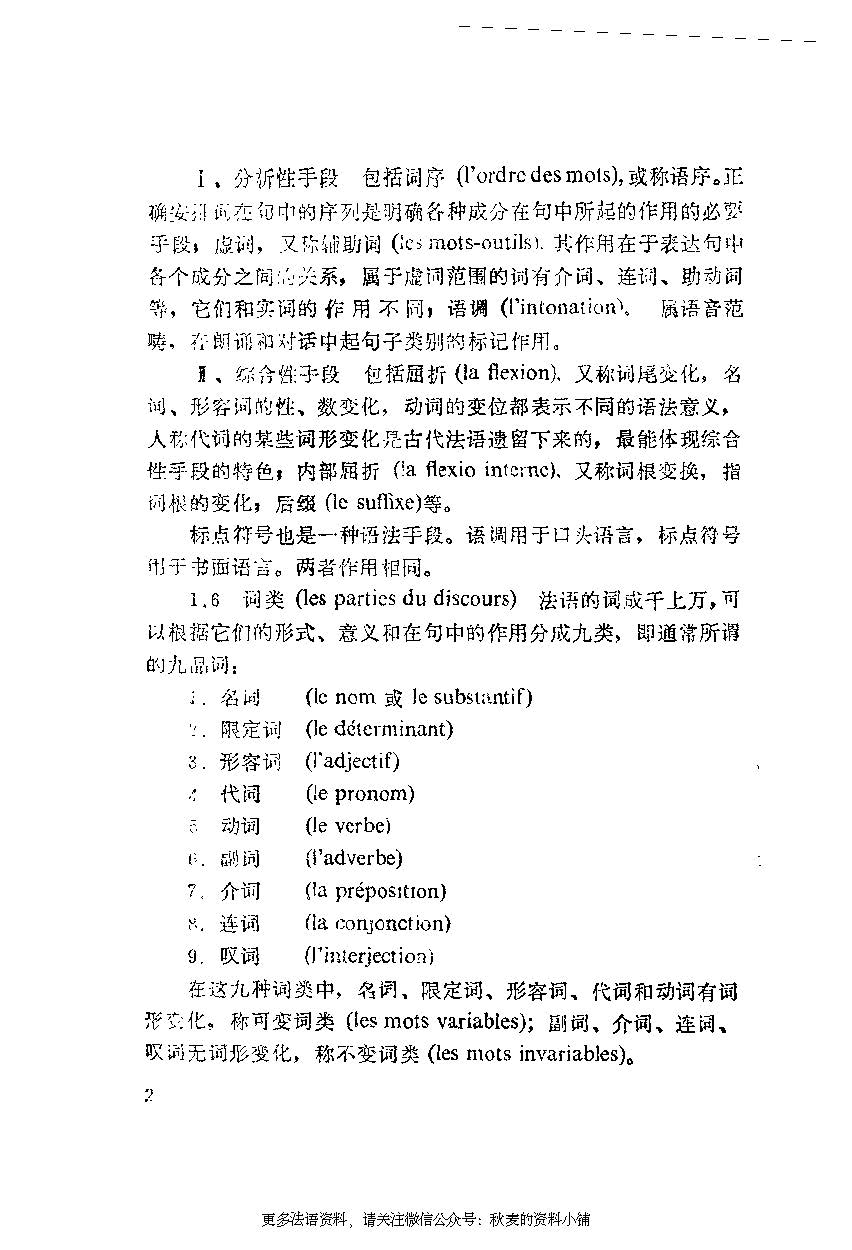 Ⅰ、分析性手段　包括词序 (l'ordre des mots),或称语序。正
确安排词在句中的序列是明确各种成分在句中所起的作用的必要
手段；虚词，又称辅助词 (les mots-outils). 其作用在于表达句中
各个成分之间的关系，属于虚词范围的词有介词、连词、助动词
等，它们和实词的作用不同；语调 (l'intonation)、　属语音范
畴，在朗诵和对话中起句子类别的标记作用。
Ⅱ、综合性手段　包括屈折 (la flexion)、又称词尾变化，名
词、形容词的性、数变化，动词的变位都表示不同的语法意义，
人称代词的某些词形变化是古代法语遗留下来的，最能体现综合
性手段的特色；内部屈折 (la flexio interne)、又称词根变换，指
词根的变化；后缀 (le suffixe)等。
标点符号也是一种语法手段。语调用于口头语言，标点符号
用于书面语言。两者作用相同。
1.6　词类 (les parties du discours)　法语的词成千上万,可
以根据它们的形式、意义和在句中的作用分成九类，即通常所谓
的九品词：
1. 名词　(le nom 或 le substantif)
2. 限定词　(le déterminant)
3. 形容词　(l'adjectif)
4 代词　(le pronom)
5 动词　(le verbe)
6. 副词　(l'adverbe)
7. 介词　(la préposition)
8. 连词　(la conjonction)
9. 叹词　(l'interjection)
在这九种词类中，名词、限定词、形容词、代词和动词有词
形变化，称可变词类 (les mots variables)；副词、介词、连词、
叹词无词形变化，称不变词类 (les mots invariables)。
2
更多法语资料，请关注微信公众号：秋麦的资料小铺